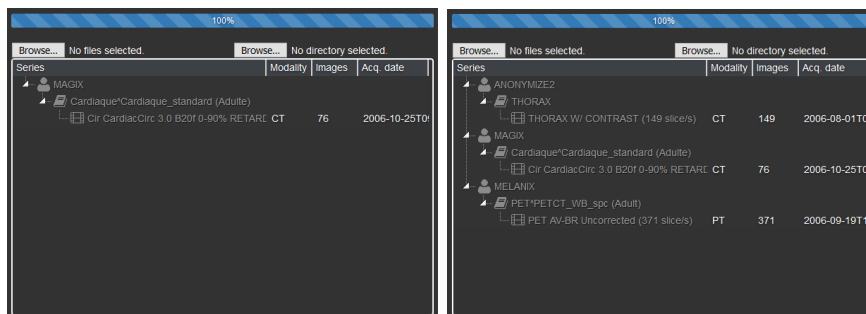 100%
Browse... No files selected. Browse... No directory selected.
Series Modality Images Acq. date
MAGIX
Cardiaque^Cardiaque_standard (Adulte)
Cir CardiacCirc 3.0 B20f 0-90% RETARD CT 76 2006-10-25T09
100%
Browse... No files selected. Browse... No directory selected.
Series Modality Images Acq. date
ANONYMIZE2
THORAX
THORAX W/ CONTRAST (149 slice/s) CT 149 2006-08-01T0
MAGIX
Cardiaque^Cardiaque_standard (Adulte)
Cir CardiacCirc 3.0 B20f 0-90% RETARD CT 76 2006-10-25T0
MELANIX
PET^PETCT_WB_spc (Adult)
PET AV-BR Uncorrected (371 slice/s) PT 371 2006-09-19T1